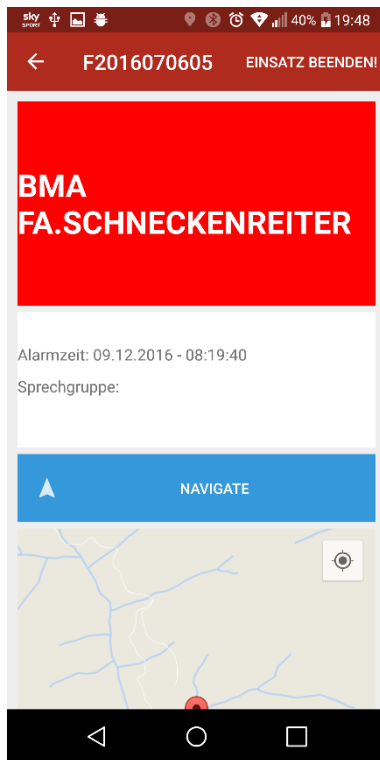 sky
SPORT
40% 19:48
F2016070605 EINSATZ BEENDEN!
BMA
FA.SCHNECKENREITER
Alarmzeit: 09.12.2016 - 08:19:40
Sprechgruppe:
NAVIGATE